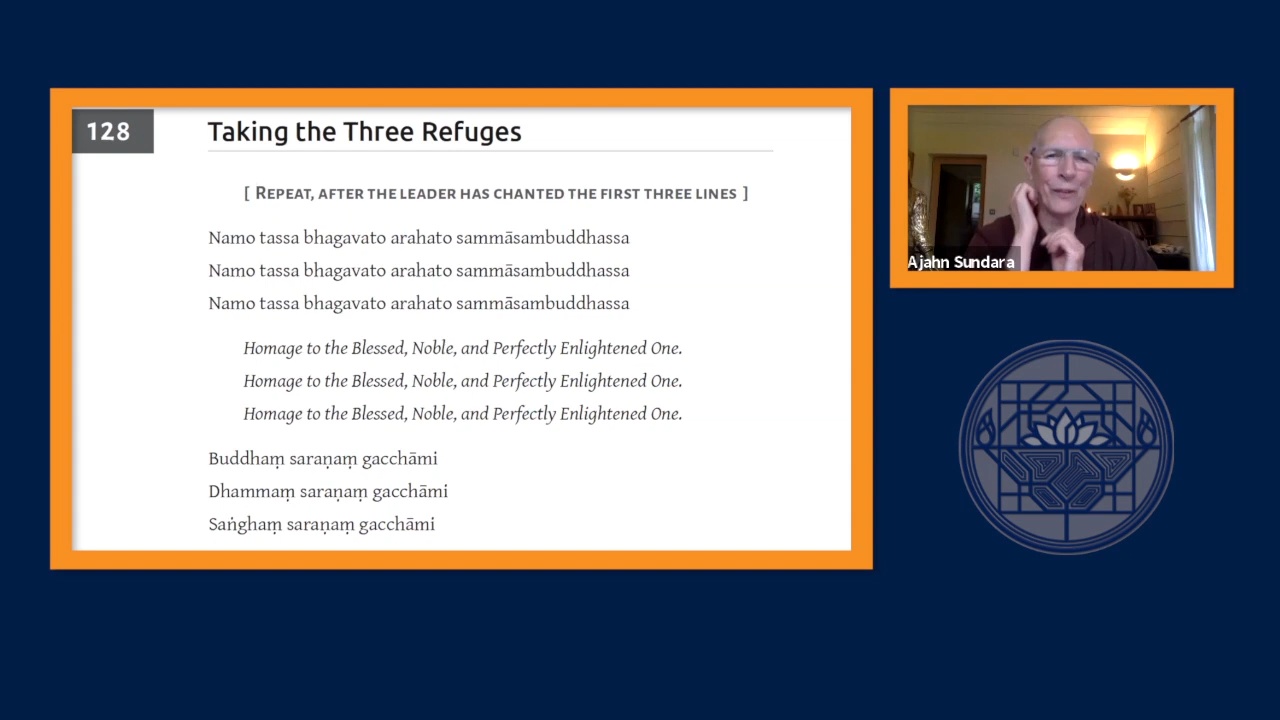 128
Taking the Three Refuges
[ Repeat, after the leader has chanted the first three lines ]
Namo tassa bhagavato arahato sammāsambuddhassa
Namo tassa bhagavato arahato sammāsambuddhassa
Namo tassa bhagavato arahato sammāsambuddhassa
Homage to the Blessed, Noble, and Perfectly Enlightened One.
Homage to the Blessed, Noble, and Perfectly Enlightened One.
Homage to the Blessed, Noble, and Perfectly Enlightened One.
Buddhaṃ saraṇaṃ gacchāmi
Dhammaṃ saraṇaṃ gacchāmi
Saṅghaṃ saraṇaṃ gacchāmi
Ajahn Sundara